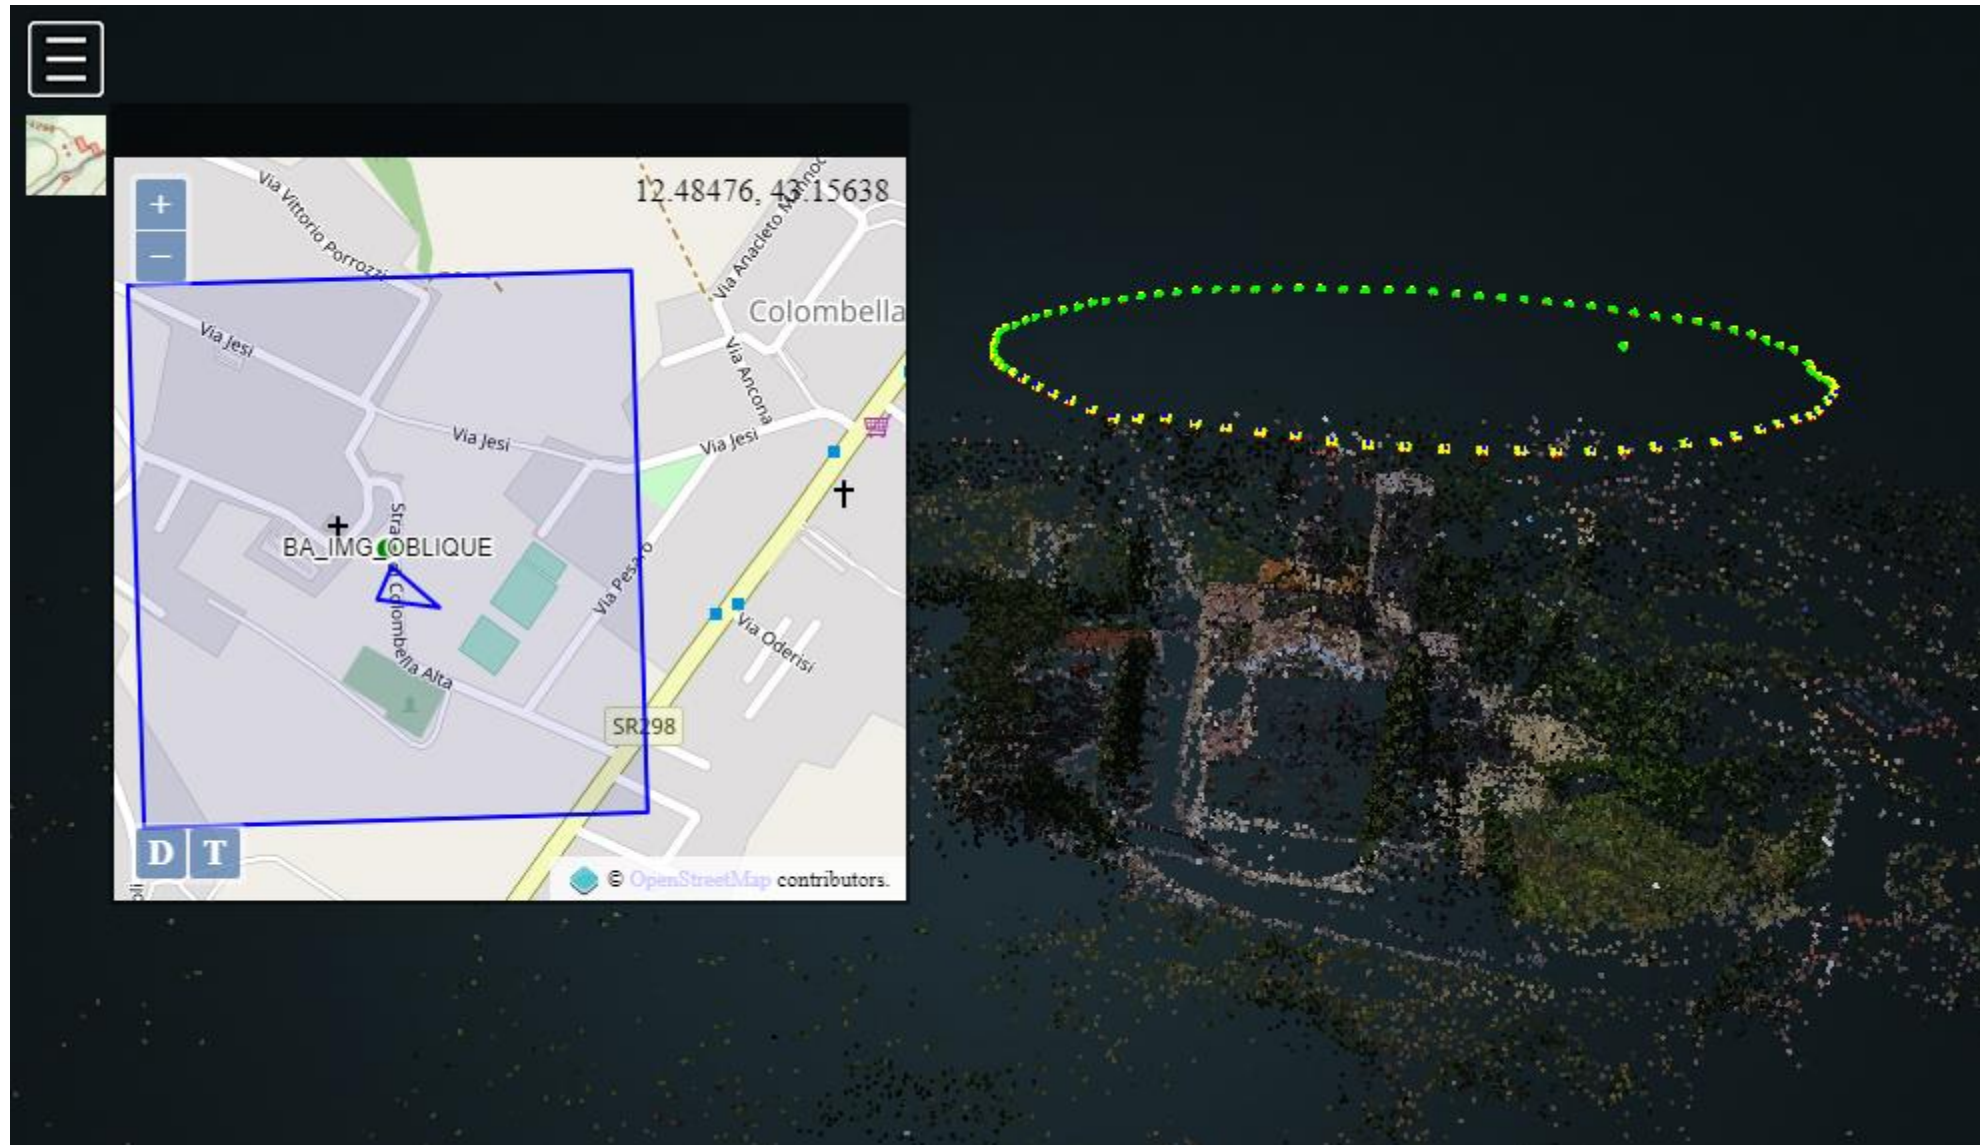 12.48476, 43.15638
+
−
Via Vittorio Porrozzi
Via Anacleto Mannoc
Colombella
Via Jesi
Via Ancona
Via Jesi
Via Jesi
BA_IMG_OBLIQUE
Via Pesaro
Via Oderisi
Colombella Alta
SR298
D T
© OpenStreetMap contributors.